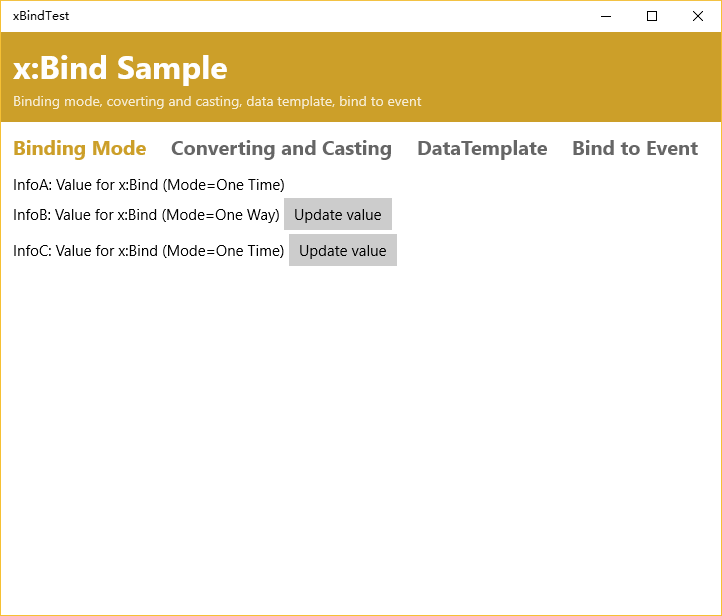 xBindTest
x:Bind Sample
Binding mode, coverting and casting, data template, bind to event
Binding Mode Converting and Casting DataTemplate Bind to Event
InfoA: Value for x:Bind (Mode=One Time)
InfoB: Value for x:Bind (Mode=One Way) Update value
InfoC: Value for x:Bind (Mode=One Time) Update value